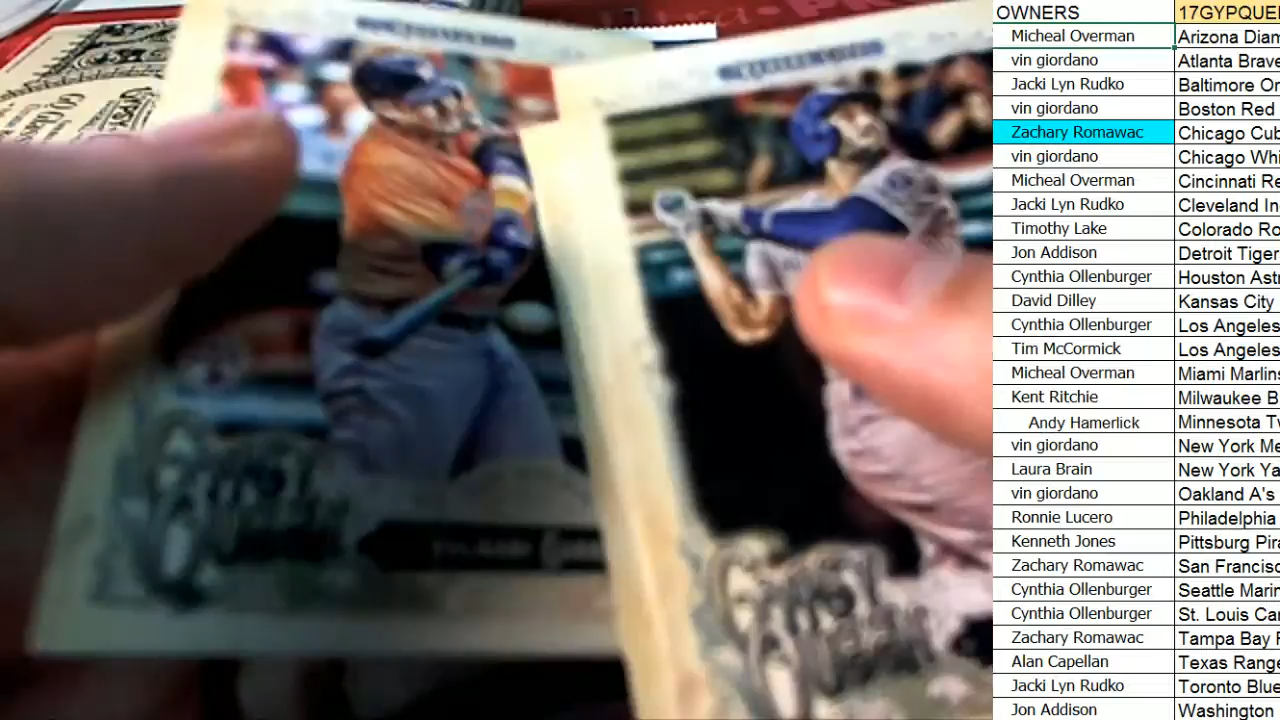 OWNERS 17GYPQUE
Micheal Overman Arizona Diam
vin giordano Atlanta Brave
Jacki Lyn Rudko Baltimore Or
vin giordano Boston Red
Zachary Romawac Chicago Cub
vin giordano Chicago Whi
Micheal Overman Cincinnati Re
Jacki Lyn Rudko Cleveland In
Timothy Lake Colorado Ro
Jon Addison Detroit Tiger
Cynthia Ollenburger Houston Astr
David Dilley Kansas City
Cynthia Ollenburger Los Angeles
Tim McCormick Los Angeles
Micheal Overman Miami Marlins
Kent Ritchie Milwaukee B
Andy Hamerlick Minnesota Tw
vin giordano New York Me
Laura Brain New York Ya
vin giordano Oakland A's
Ronnie Lucero Philadelphia
Kenneth Jones Pittsburg Pira
Zachary Romawac San Francisc
Cynthia Ollenburger Seattle Marin
Cynthia Ollenburger St. Louis Car
Zachary Romawac Tampa Bay R
Alan Capellan Texas Range
Jacki Lyn Rudko Toronto Blue
Jon Addison Washington
GYPSY
QUEEN
GYPSY
QUEEN